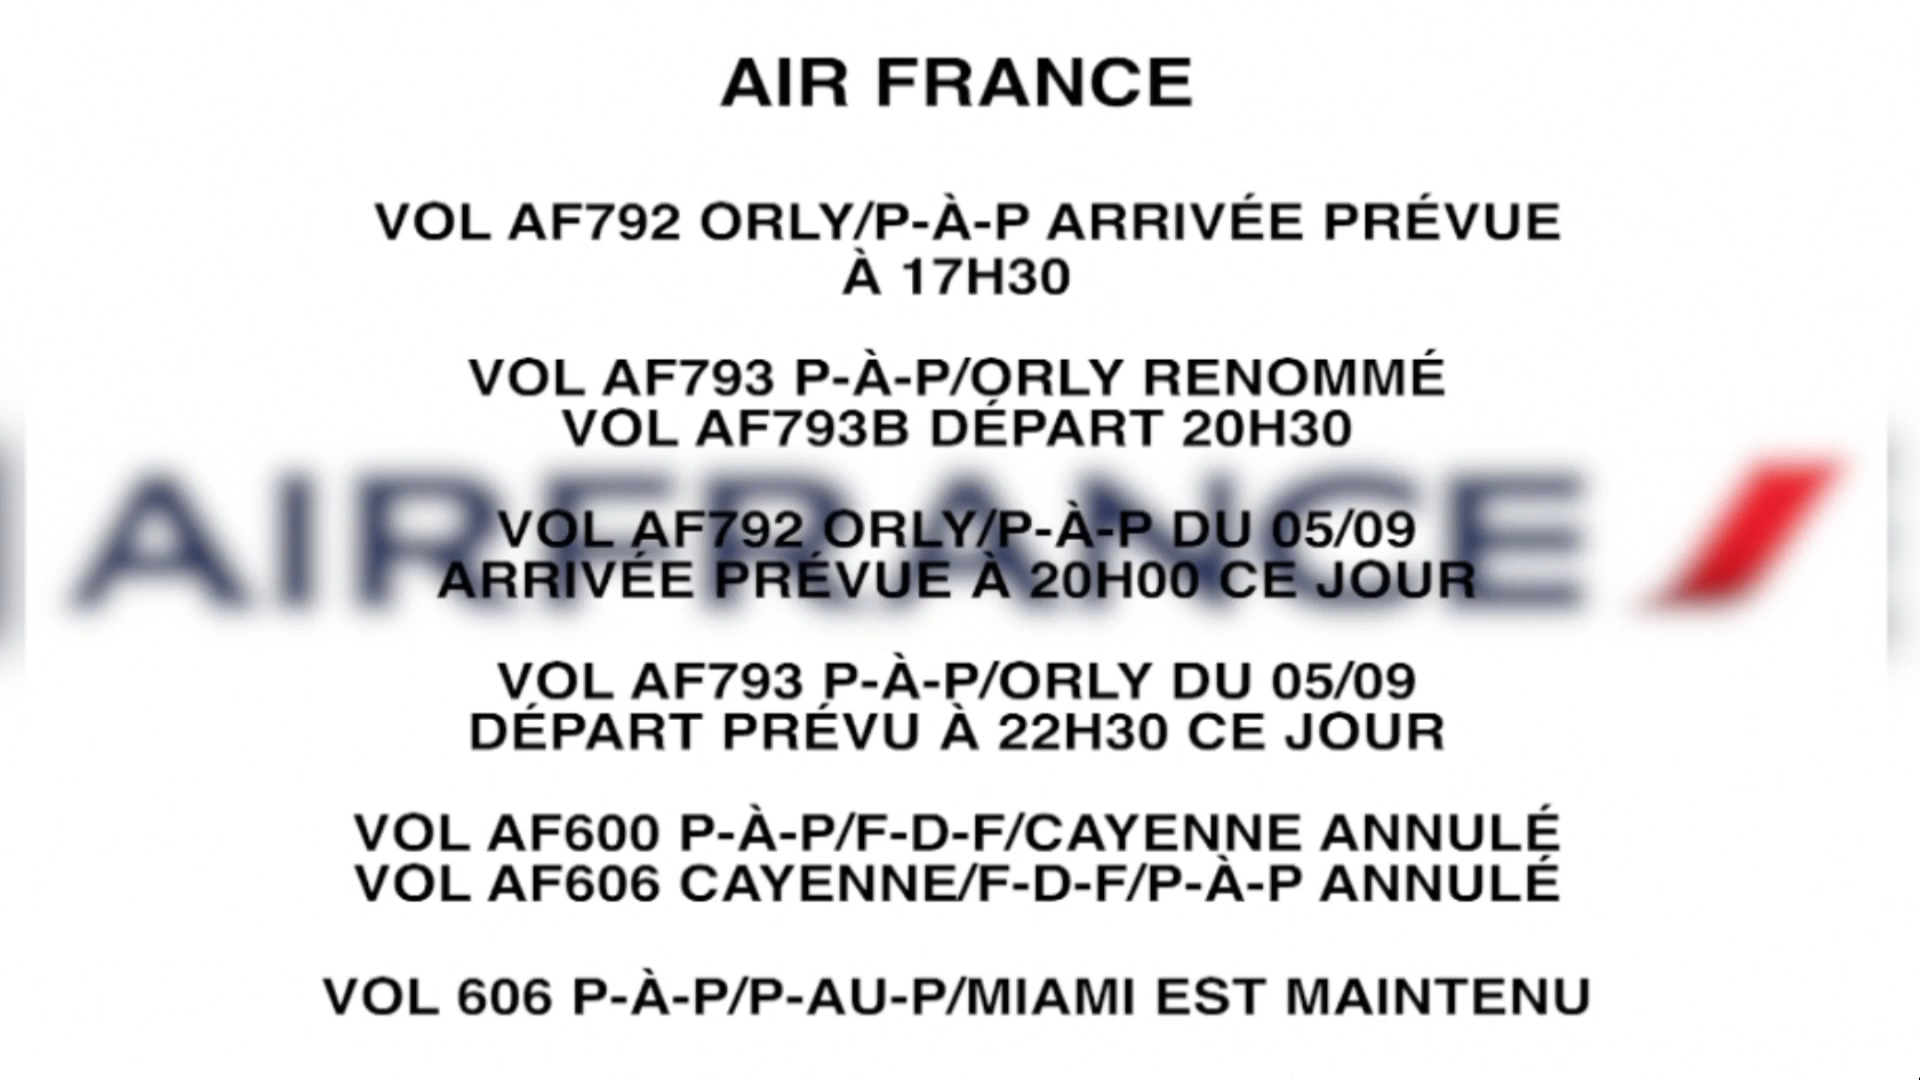 AIR FRANCE
VOL AF792 ORLY/P-À-P ARRIVÉE PRÉVUE
À 17H30
VOL AF793 P-À-P/ORLY RENOMMÉ
VOL AF793B DÉPART 20H30
AIRFRANCE
VOL AF792 ORLY/P-À-P DU 05/09
ARRIVÉE PRÉVUE À 20H00 CE JOUR
VOL AF793 P-À-P/ORLY DU 05/09
DÉPART PRÉVU À 22H30 CE JOUR
VOL AF600 P-À-P/F-D-F/CAYENNE ANNULÉ
VOL AF606 CAYENNE/F-D-F/P-À-P ANNULÉ
VOL 606 P-À-P/P-AU-P/MIAMI EST MAINTENU